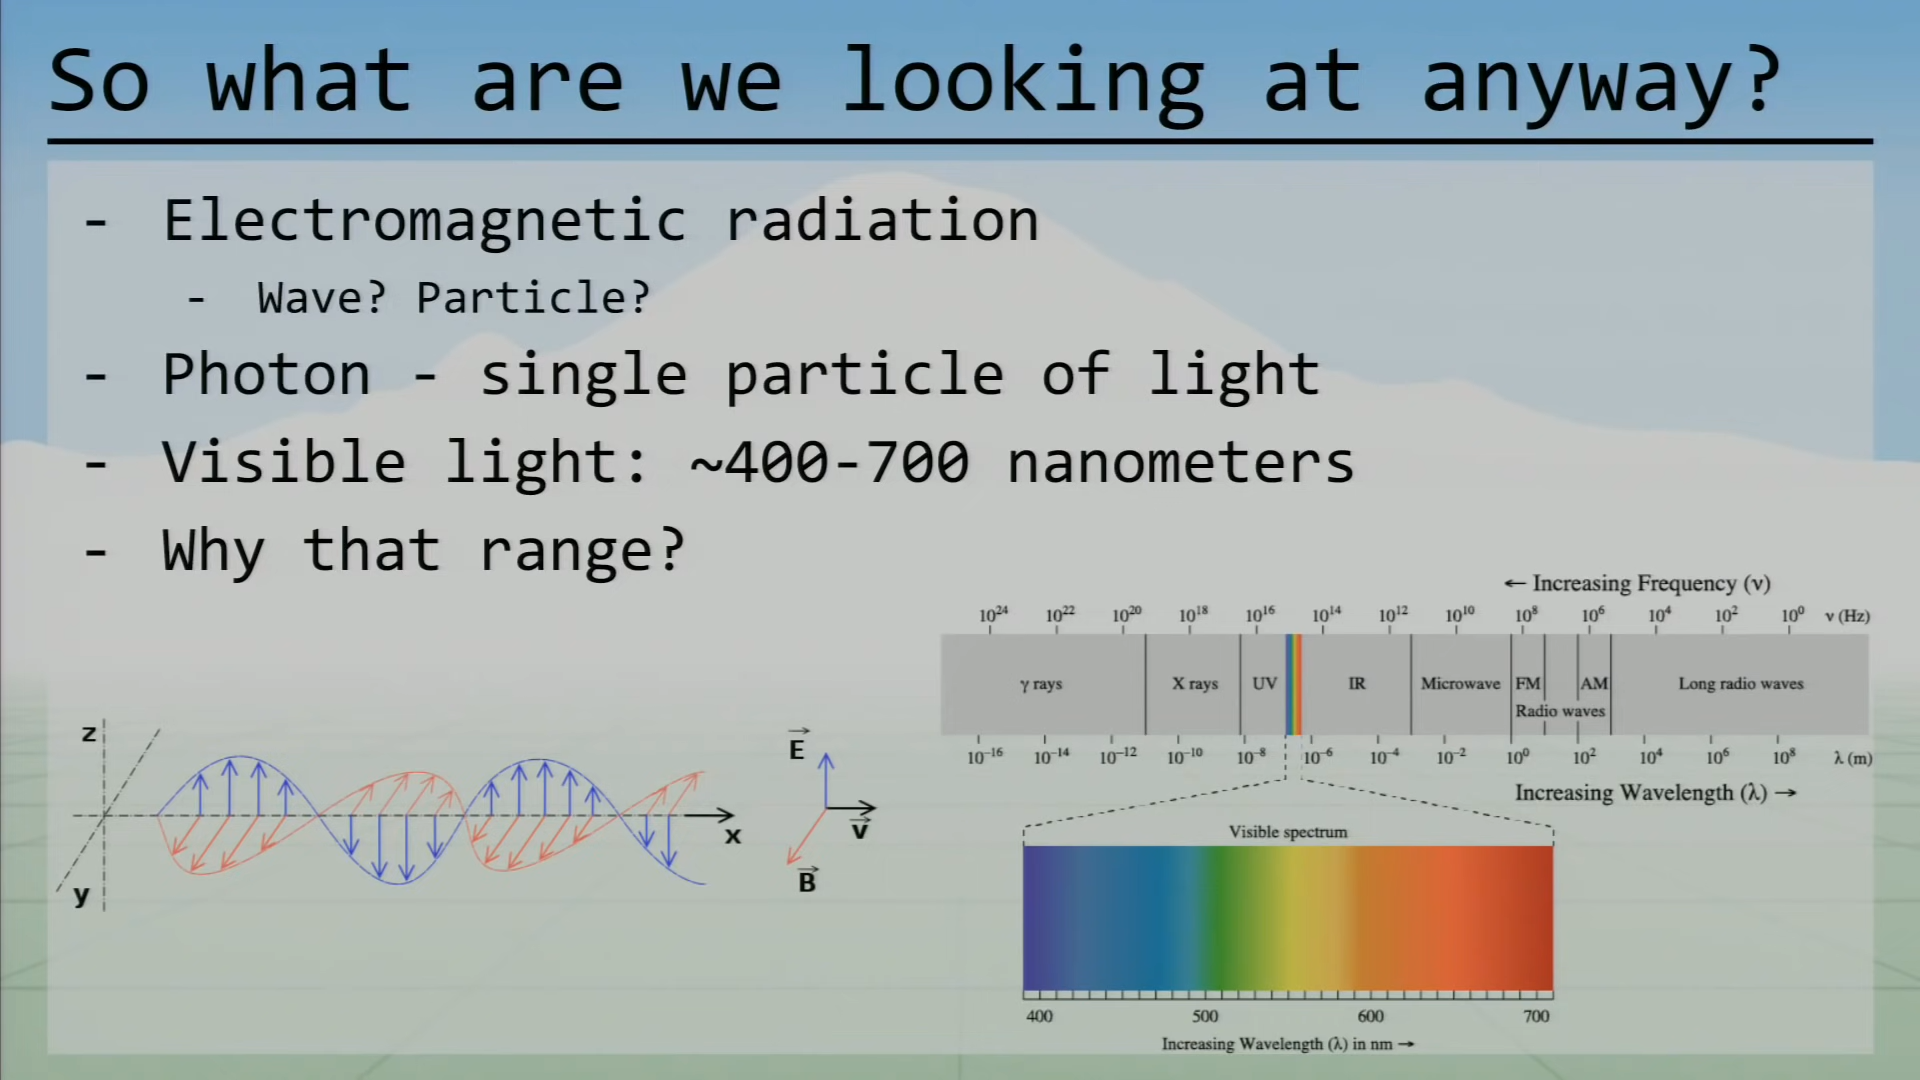 So what are we looking at anyway?
- Electromagnetic radiation
- Wave? Particle?
- Photon - single particle of light
- Visible light: ~400-700 nanometers
- Why that range?
← Increasing Frequency (ν)
10²⁴ 10²² 10²⁰ 10¹⁸ 10¹⁶ 10¹⁴ 10¹² 10¹⁰ 10⁸ 10⁶ 10⁴ 10² 10⁰ ν (Hz)
γ rays X rays UV IR Microwave FM AM Long radio waves
Radio waves
10⁻¹⁶ 10⁻¹⁴ 10⁻¹² 10⁻¹⁰ 10⁻⁸ 10⁻⁶ 10⁻⁴ 10⁻² 10⁰ 10² 10⁴ 10⁶ 10⁸ λ (m)
Increasing Wavelength (λ) →
Visible spectrum
400 500 600 700
Increasing Wavelength (λ) in nm →
z
y
x
E
v
B